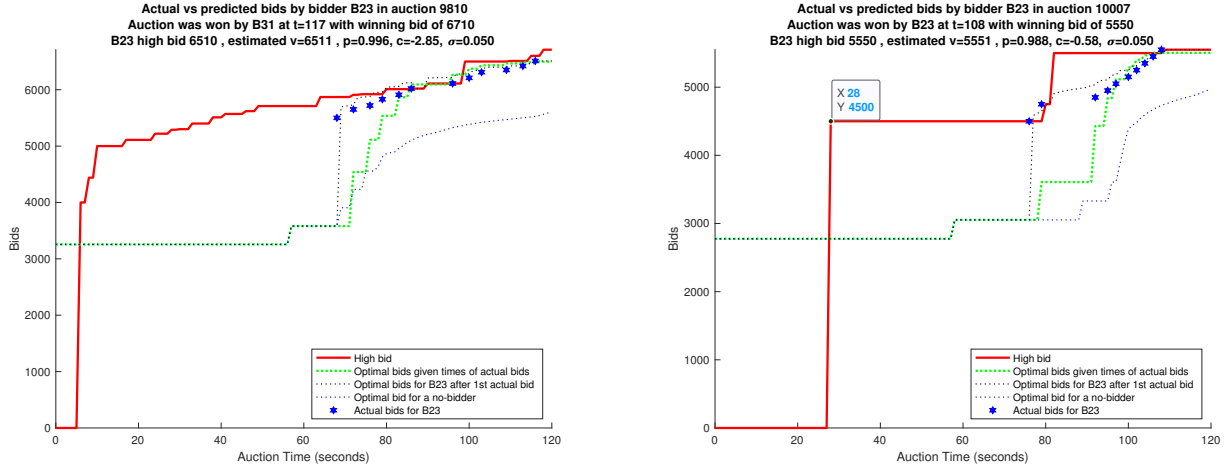 Actual vs predicted bids by bidder B23 in auction 9810
Auction was won by B31 at t=117 with winning bid of 6710
B23 high bid 6510 , estimated v=6511 , p=0.996, c=-2.85, σ=0.050
6000
5000
4000
3000
2000
1000
0
Bids
0 20 40 60 80 100 120
Auction Time (seconds)
High bid
Optimal bids given times of actual bids
Optimal bids for B23 after 1st actual bid
Optimal bid for a no-bidder
Actual bids for B23
Actual vs predicted bids by bidder B23 in auction 10007
Auction was won by B23 at t=108 with winning bid of 5550
B23 high bid 5550 , estimated v=5551 , p=0.988, c=-0.58, σ=0.050
X 28
Y 4500
5000
4000
3000
2000
1000
0
Bids
0 20 40 60 80 100 120
Auction Time (seconds)
High bid
Optimal bids given times of actual bids
Optimal bids for B23 after 1st actual bid
Optimal bid for a no-bidder
Actual bids for B23